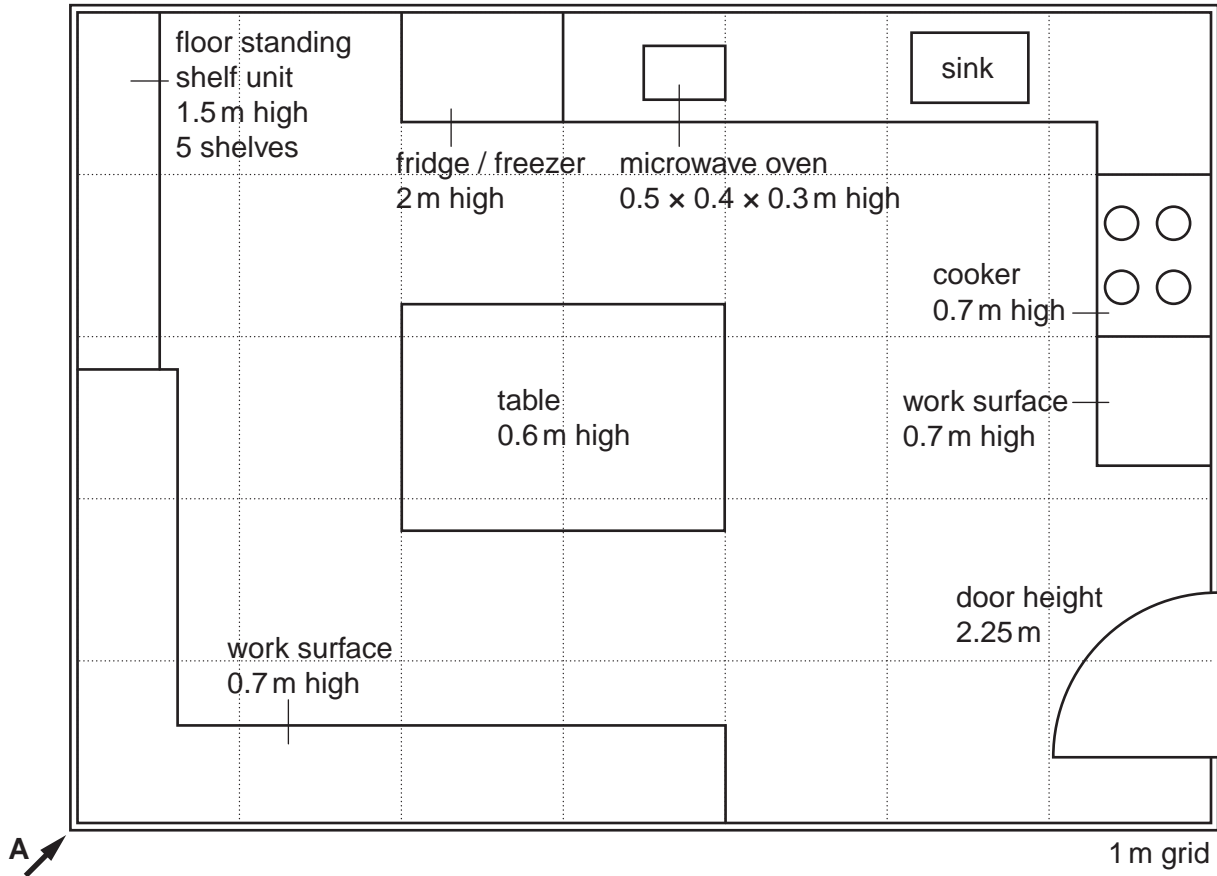 floor standing
shelf unit
1.5 m high
5 shelves
sink
fridge / freezer
2 m high
microwave oven
0.5 × 0.4 × 0.3 m high
cooker
0.7 m high
table
0.6 m high
work surface
0.7 m high
door height
2.25 m
work surface
0.7 m high
A
1 m grid